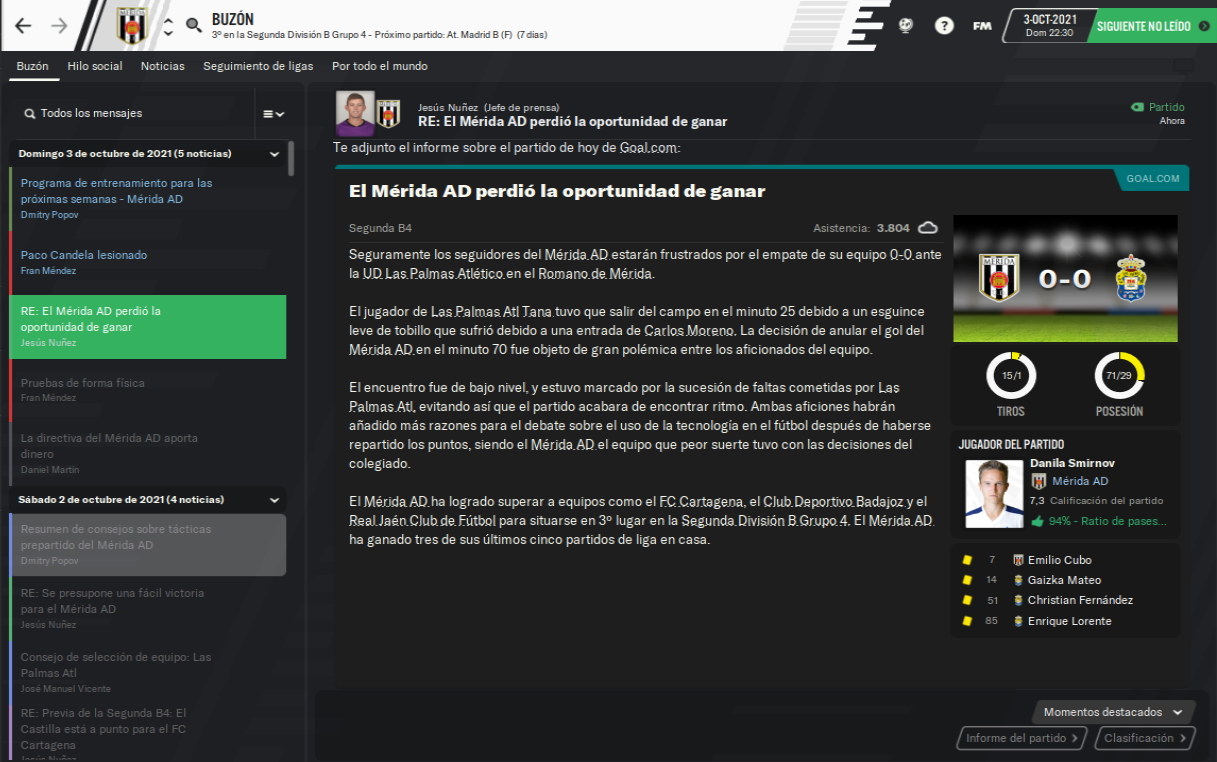 BUZÓN
3º en la Segunda División B Grupo 4 - Próximo partido: At. Madrid B (F) (7 días)
?
FM
3-OCT-2021
Dom 22:30
SIGUIENTE NO LEÍDO
Buzón Hilo social Noticias Seguimiento de ligas Por todo el mundo
Todos los mensajes
Domingo 3 de octubre de 2021 (5 noticias)
Programa de entrenamiento para las
próximas semanas - Mérida AD
Dmitry Popov
Paco Candela lesionado
Fran Méndez
RE: El Mérida AD perdió la
oportunidad de ganar
Jesús Nuñez
Pruebas de forma física
Fran Méndez
La directiva del Mérida AD aporta
dinero
Daniel Martín
Sábado 2 de octubre de 2021 (4 noticias)
Resumen de consejos sobre tácticas
prepartido del Mérida AD
Dmitry Popov
RE: Se presupone una fácil victoria
para el Mérida AD
Jesús Nuñez
Consejo de selección de equipo: Las
Palmas Atl
José Manuel Vicente
RE: Previa de la Segunda B4: El
Castilla está a punto para el FC
Cartagena
Jesús Nuñez
Jesús Nuñez (Jefe de prensa)
RE: El Mérida AD perdió la oportunidad de ganar
Partido
Ahora
Te adjunto el informe sobre el partido de hoy de Goal.com:
GOAL.COM
El Mérida AD perdió la oportunidad de ganar
Segunda B4 Asistencia: 3.804
Seguramente los seguidores del Mérida AD estarán frustrados por el empate de su equipo 0-0 ante
la UD Las Palmas Atlético en el Romano de Mérida.
El jugador de Las Palmas Atl Tana tuvo que salir del campo en el minuto 25 debido a un esguince
leve de tobillo que sufrió debido a una entrada de Carlos Moreno. La decisión de anular el gol del
Mérida AD en el minuto 70 fue objeto de gran polémica entre los aficionados del equipo.
El encuentro fue de bajo nivel, y estuvo marcado por la sucesión de faltas cometidas por Las
Palmas Atl, evitando así que el partido acabara de encontrar ritmo. Ambas aficiones habrán
añadido más razones para el debate sobre el uso de la tecnología en el fútbol después de haberse
repartido los puntos, siendo el Mérida AD el equipo que peor suerte tuvo con las decisiones del
colegiado.
El Mérida AD ha logrado superar a equipos como el FC Cartagena, el Club Deportivo Badajoz y el
Real Jaén Club de Fútbol para situarse en 3º lugar en la Segunda División B Grupo 4. El Mérida AD
ha ganado tres de sus últimos cinco partidos de liga en casa.
MÉRIDA
0-0
15/1
71/29
TIROS POSESIÓN
JUGADOR DEL PARTIDO
Danila Smirnov
Mérida AD
7,3 Calificación del partido
94% - Ratio de pases...
7 Emilio Cubo
14 Gaizka Mateo
51 Christian Fernández
85 Enrique Lorente
Momentos destacados
Informe del partido
Clasificación